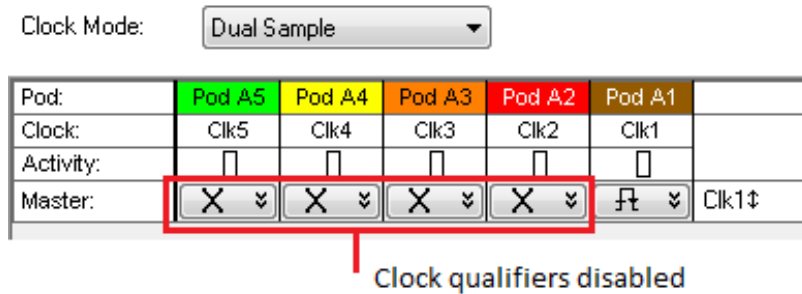 Clock Mode: Dual Sample
Pod: Pod A5 Pod A4 Pod A3 Pod A2 Pod A1
Clock: Clk5 Clk4 Clk3 Clk2 Clk1
Activity:
Master: X X X X Clk1↕
Clock qualifiers disabled